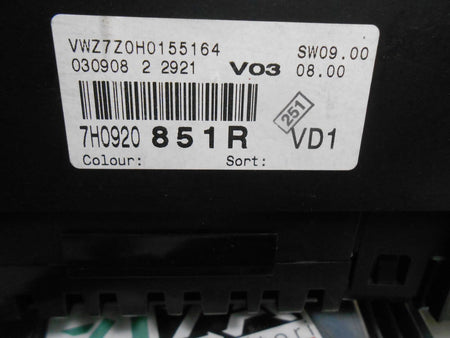 VWZ7Z0H0155164 SW09.00
030908 2 2921 V03 08.00
251
7H0920 851R VD1
Colour: Sort: